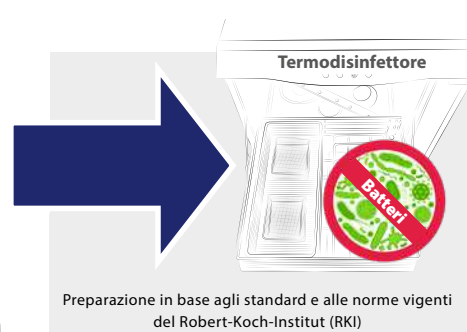 Termodisinfettore
Batteri
Preparazione in base agli standard e alle norme vigenti
del Robert-Koch-Institut (RKI)